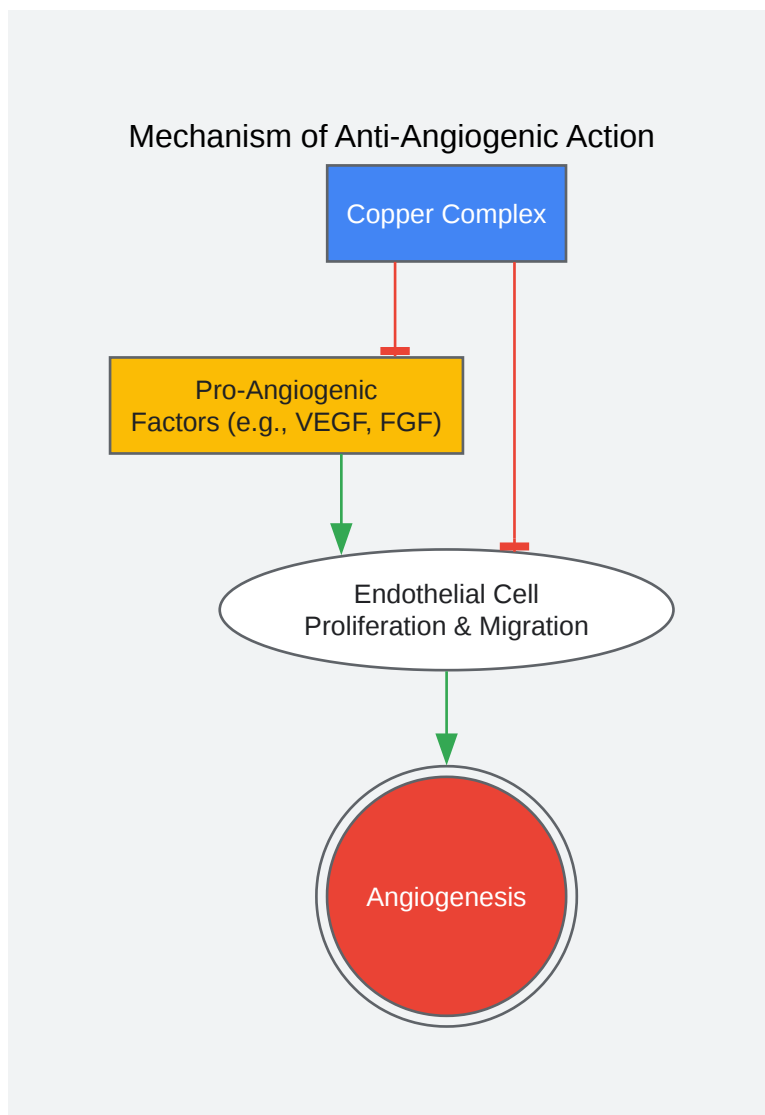 Mechanism of Anti-Angiogenic Action
Copper Complex
Pro-Angiogenic
Factors (e.g., VEGF, FGF)
Endothelial Cell
Proliferation & Migration
Angiogenesis